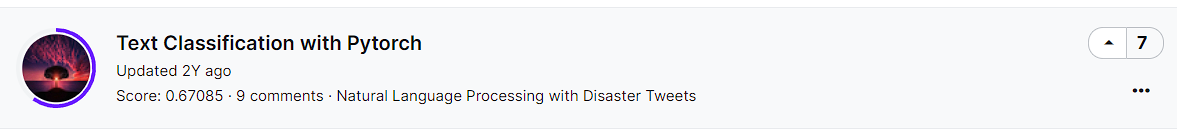 Text Classification with Pytorch
7
Updated 2Y ago
Score: 0.67085 · 9 comments · Natural Language Processing with Disaster Tweets